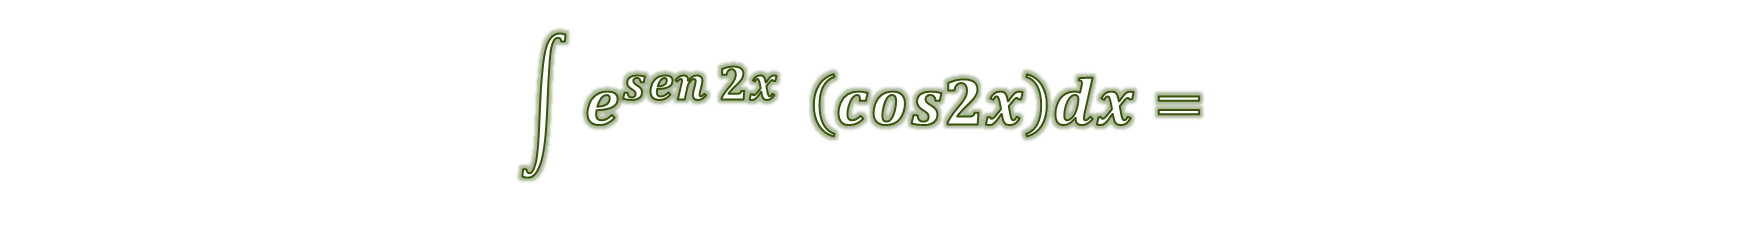 ∫ e^{sen 2x} (cos2x)dx =